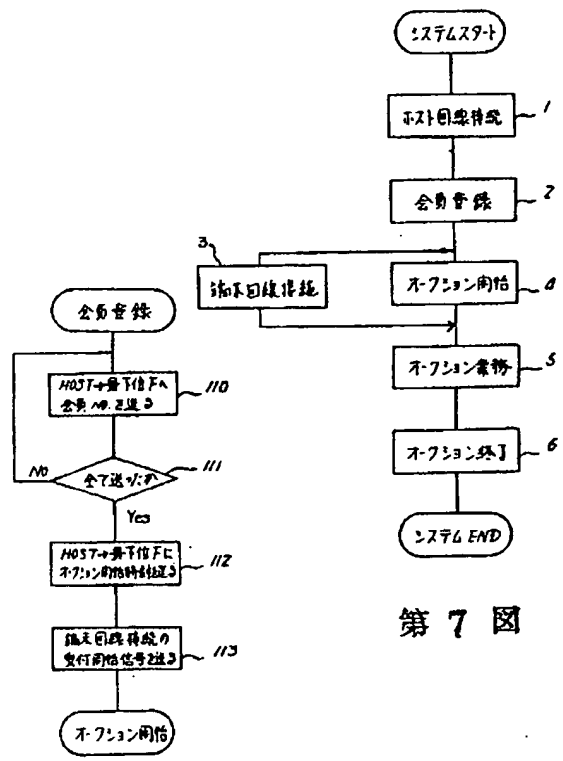 システムスタート
ホスト回線接続
1
会員登録
2
3
端末回線接続
オークション開始
4
オークション業務
5
オークション終了
6
システムEND
第7図
会員登録
HOST→最下位下へ
会員No.を送る
110
全て送ったか
111
No
Yes
HOST→最下位下に
オークション開始時刻送る
112
端末回線接続の
受付開始信号を送る
113
オークション開始